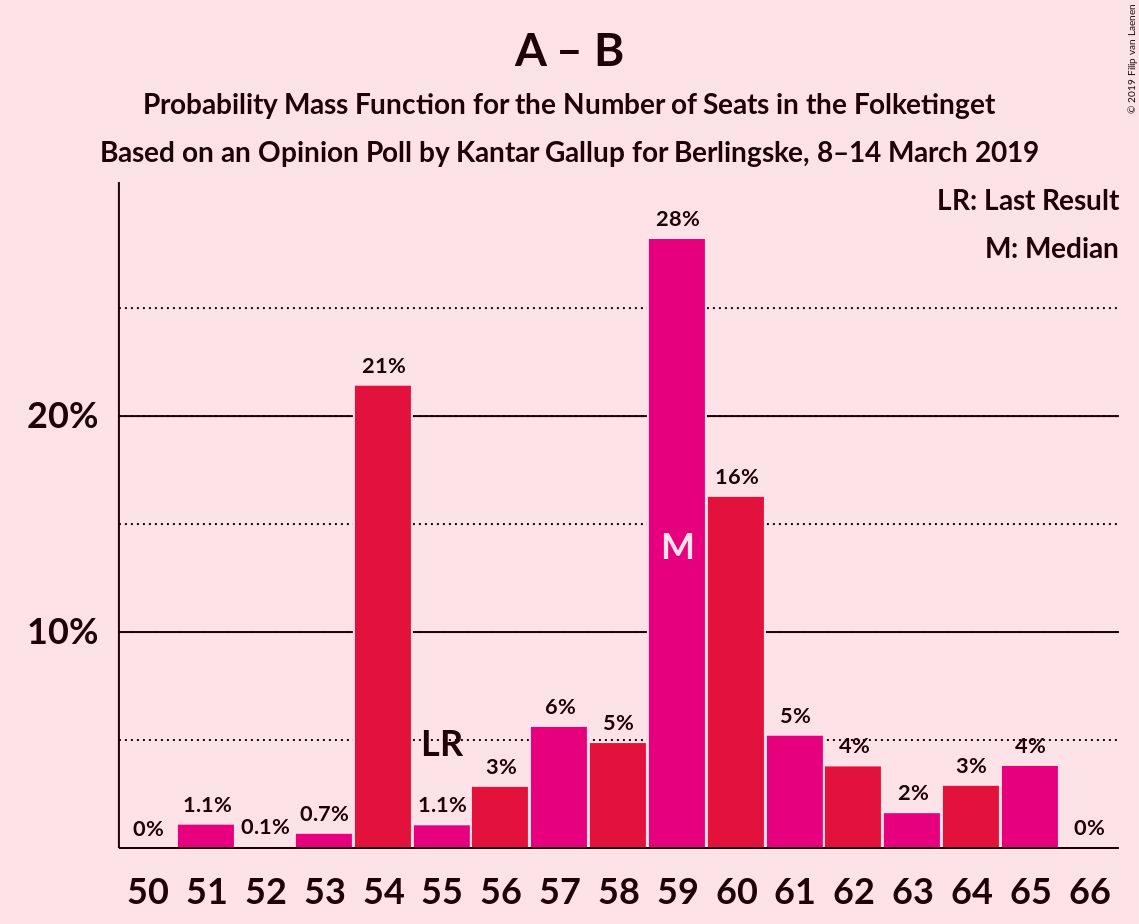 © 2019 Filip van Laenen
A – B
Probability Mass Function for the Number of Seats in the Folketinget
Based on an Opinion Poll by Kantar Gallup for Berlingske, 8–14 March 2019
LR: Last Result
M: Median
28%
21%
20%
16%
M
10%
6%
5%
5%
LR
4%
4%
3%
3%
2%
1.1%
1.1%
0.7%
0%
0.1%
0%
50 51 52 53 54 55 56 57 58 59 60 61 62 63 64 65 66